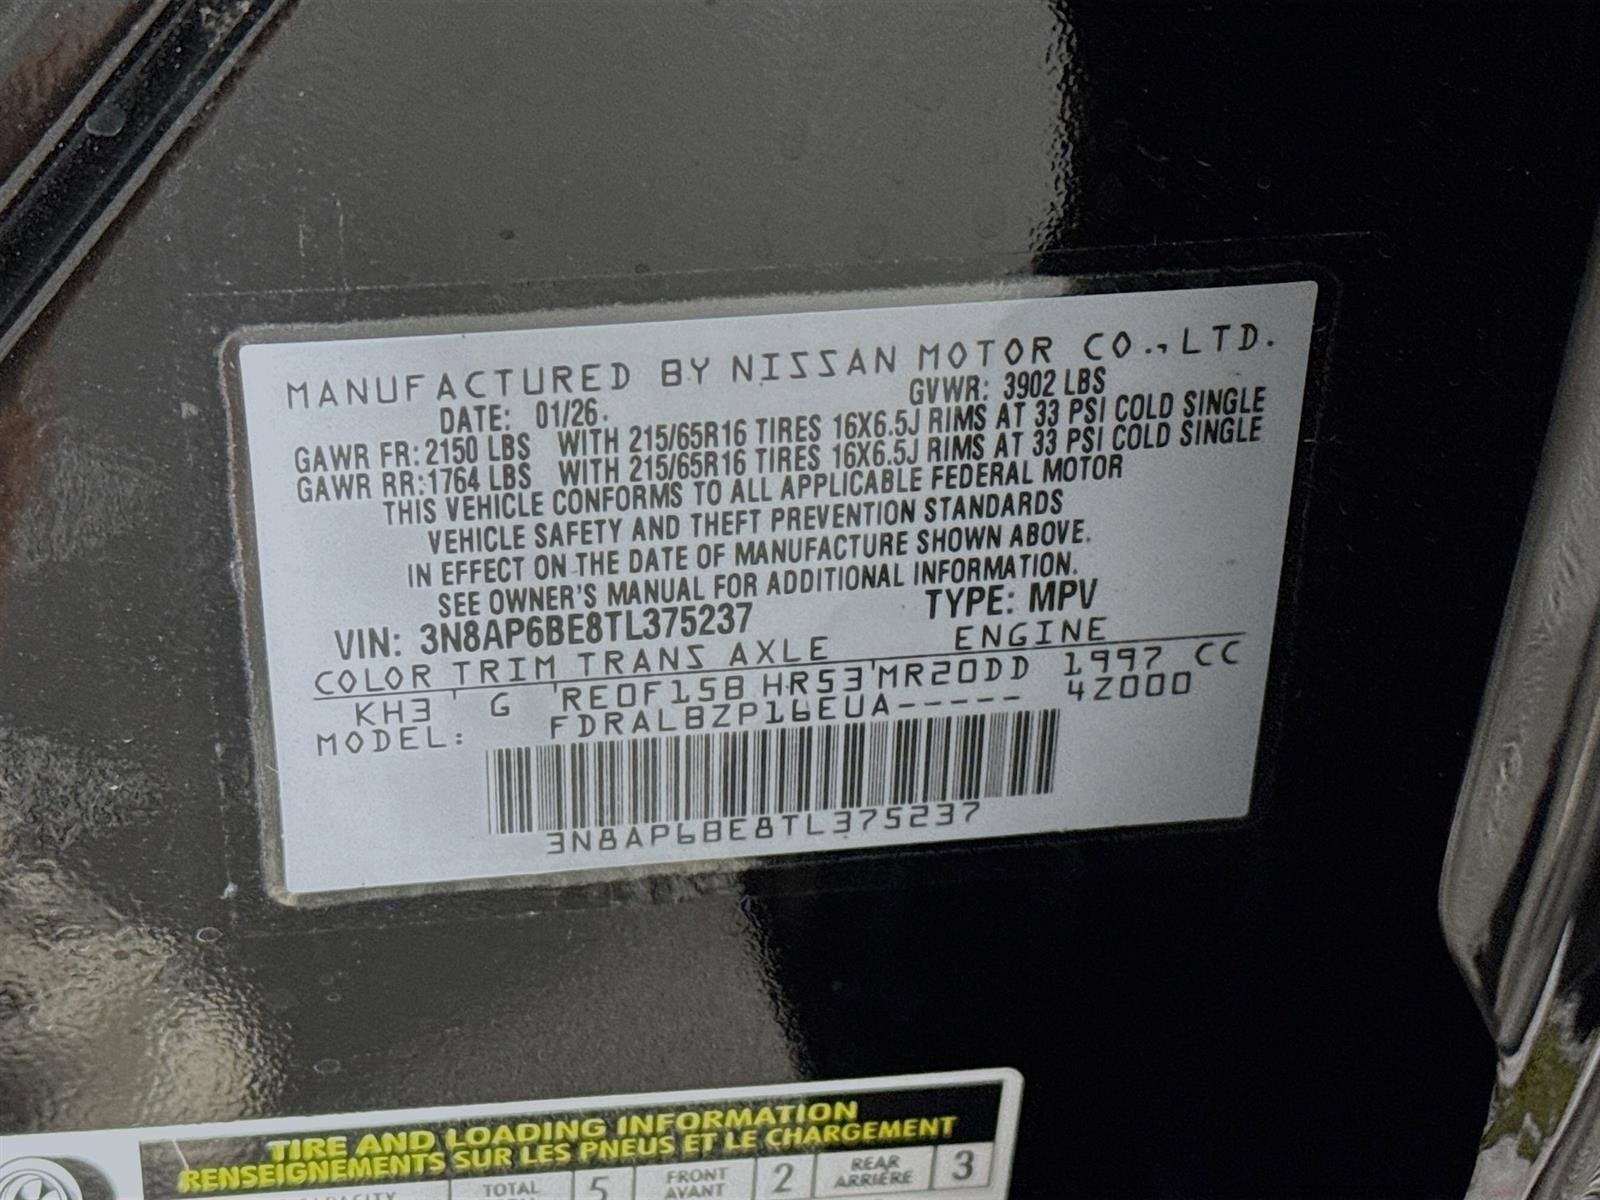 MANUFACTURED BY NISSAN MOTOR CO.,LTD.
DATE: 01/26. GVWR: 3902 LBS
GAWR FR: 2150 LBS WITH 215/65R16 TIRES 16X6.5J RIMS AT 33 PSI COLD SINGLE
GAWR RR: 1764 LBS WITH 215/65R16 TIRES 16X6.5J RIMS AT 33 PSI COLD SINGLE
THIS VEHICLE CONFORMS TO ALL APPLICABLE FEDERAL MOTOR
VEHICLE SAFETY AND THEFT PREVENTION STANDARDS
IN EFFECT ON THE DATE OF MANUFACTURE SHOWN ABOVE.
SEE OWNER'S MANUAL FOR ADDITIONAL INFORMATION.
VIN: 3N8AP6BE8TL375237 TYPE: MPV
COLOR TRIM TRANS AXLE ENGINE
KH3 G RE0F15B HR53 MR20DD 1997 CC
MODEL: FDRALBZP16EUA----- 4Z000
3N8AP6BE8TL375237
TIRE AND LOADING INFORMATION
RENSEIGNEMENTS SUR LES PNEUS ET LE CHARGEMENT
TOTAL 5 FRONT 2 REAR 3
AVANT ARRIÈRE